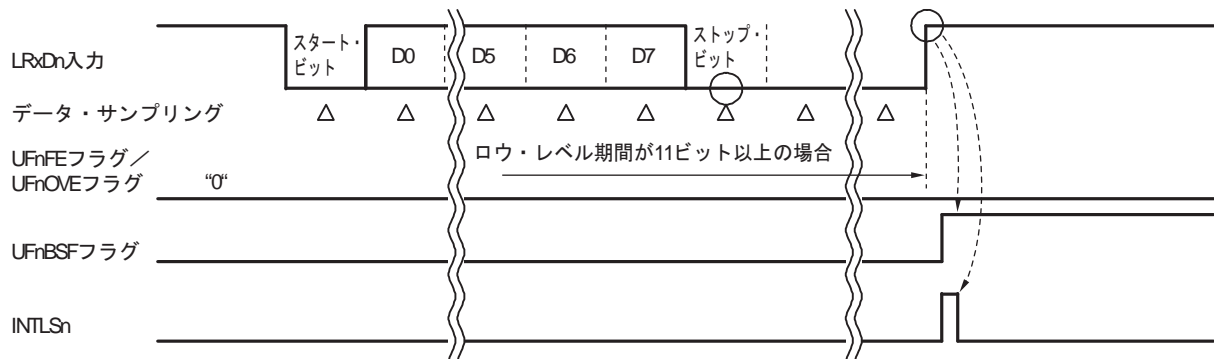 LRxDn入力
スタート・
ビット
D0
D5
D6
D7
ストップ・
ビット
データ・サンプリング
UFnFEフラグ／
UFnOVEフラグ
“0“
ロウ・レベル期間が11ビット以上の場合
UFnBSFフラグ
INTLSn